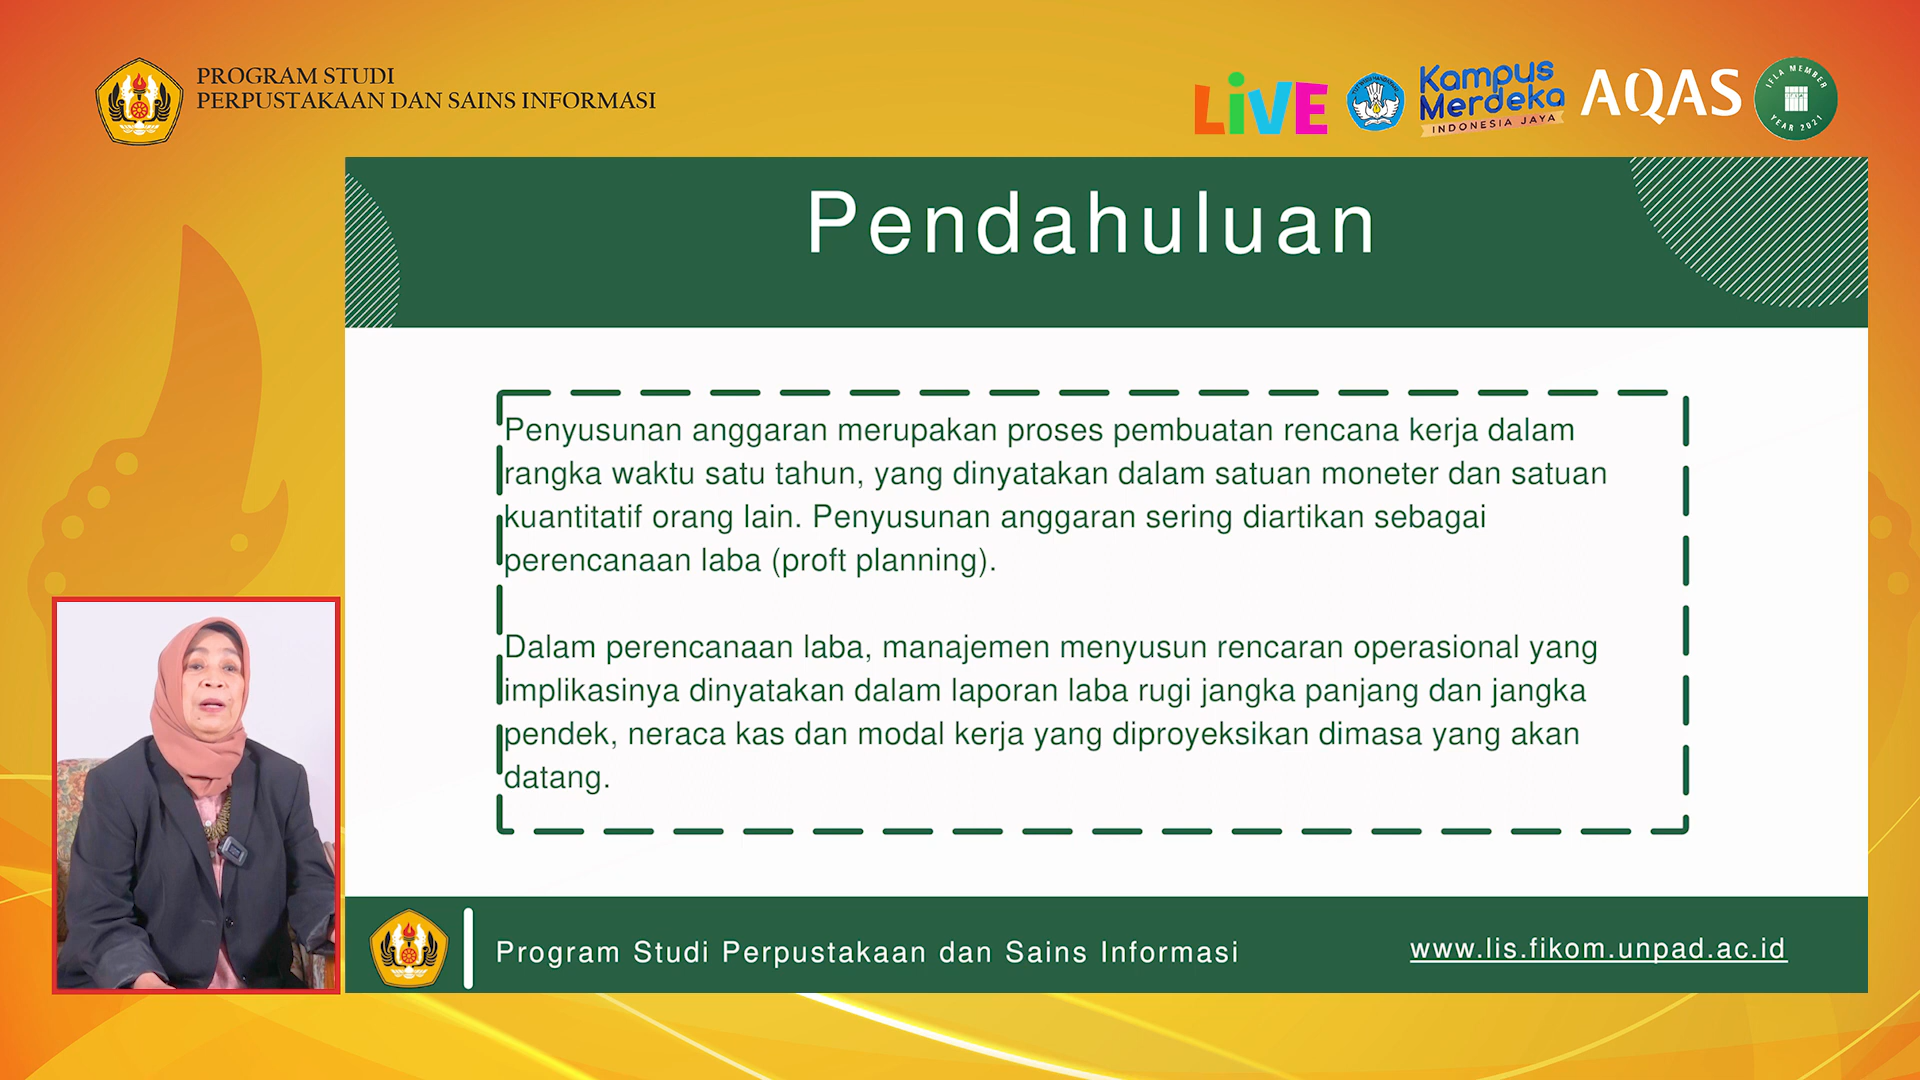 PROGRAM STUDI
PERPUSTAKAAN DAN SAINS INFORMASI
LiVE
Kampus
Merdeka
INDONESIA JAYA
AQAS
IFLA MEMBER
YEAR 2021
Pendahuluan
Penyusunan anggaran merupakan proses pembuatan rencana kerja dalam
rangka waktu satu tahun, yang dinyatakan dalam satuan moneter dan satuan
kuantitatif orang lain. Penyusunan anggaran sering diartikan sebagai
perencanaan laba (proft planning).
Dalam perencanaan laba, manajemen menyusun rencaran operasional yang
implikasinya dinyatakan dalam laporan laba rugi jangka panjang dan jangka
pendek, neraca kas dan modal kerja yang diproyeksikan dimasa yang akan
datang.
Program Studi Perpustakaan dan Sains Informasi
www.lis.fikom.unpad.ac.id